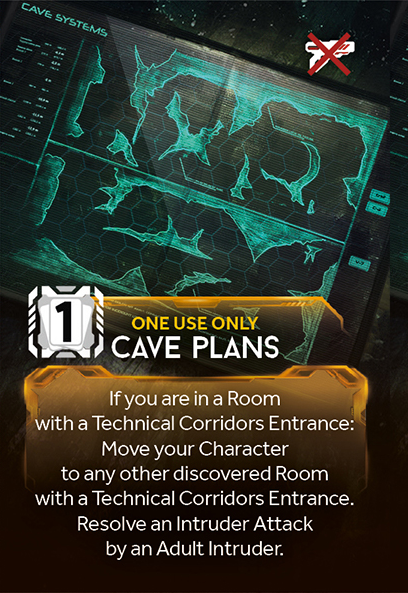 CAVE SYSTEMS
1
ONE USE ONLY
CAVE PLANS
If you are in a Room
with a Technical Corridors Entrance:
Move your Character
to any other discovered Room
with a Technical Corridors Entrance.
Resolve an Intruder Attack
by an Adult Intruder.